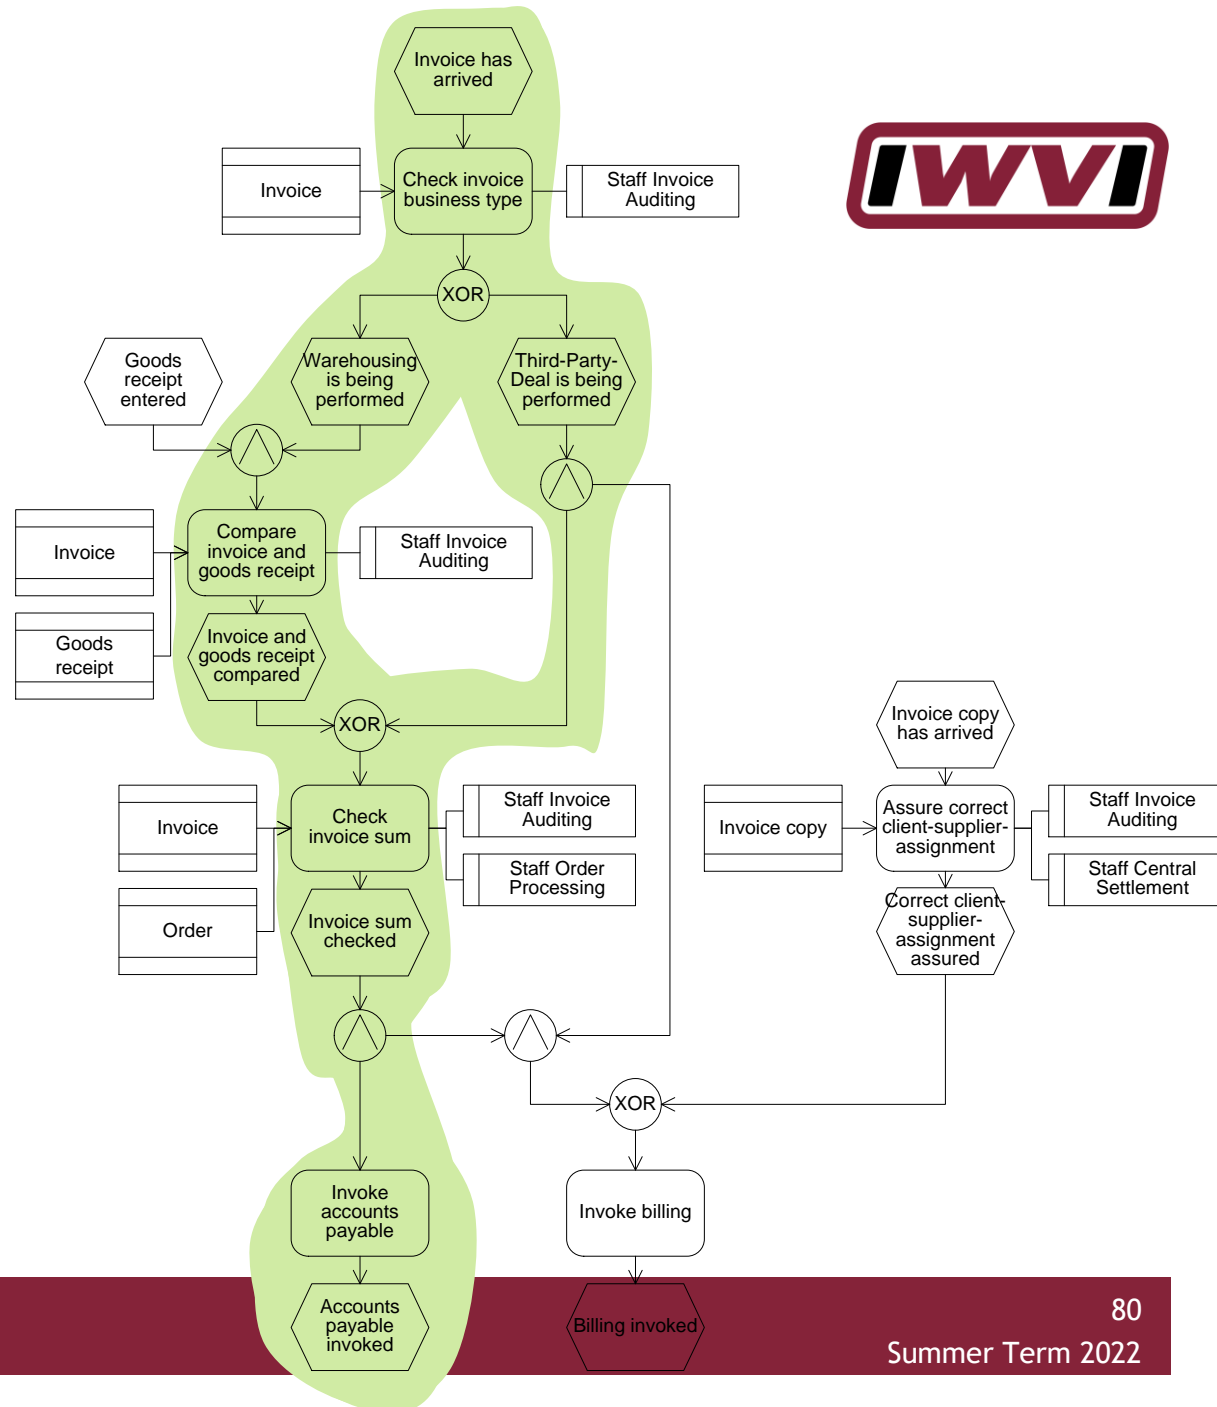 Invoice has
arrived
IWVI
Invoice
Check invoice
business type
Staff Invoice
Auditing
XOR
Goods
receipt
entered
Warehousing
is being
performed
Third-Party-
Deal is being
performed
Invoice
Compare
invoice and
goods receipt
Staff Invoice
Auditing
Goods
receipt
Invoice and
goods receipt
compared
XOR
Invoice copy
has arrived
Invoice
Check
invoice sum
Staff Invoice
Auditing
Staff Order
Processing
Invoice copy
Assure correct
client-supplier-
assignment
Staff Invoice
Auditing
Staff Central
Settlement
Order
Invoice sum
checked
Correct client-
supplier-
assignment
assured
XOR
Invoke
accounts
payable
Invoke billing
Accounts
payable
invoked
Billing invoked
80
Summer Term 2022